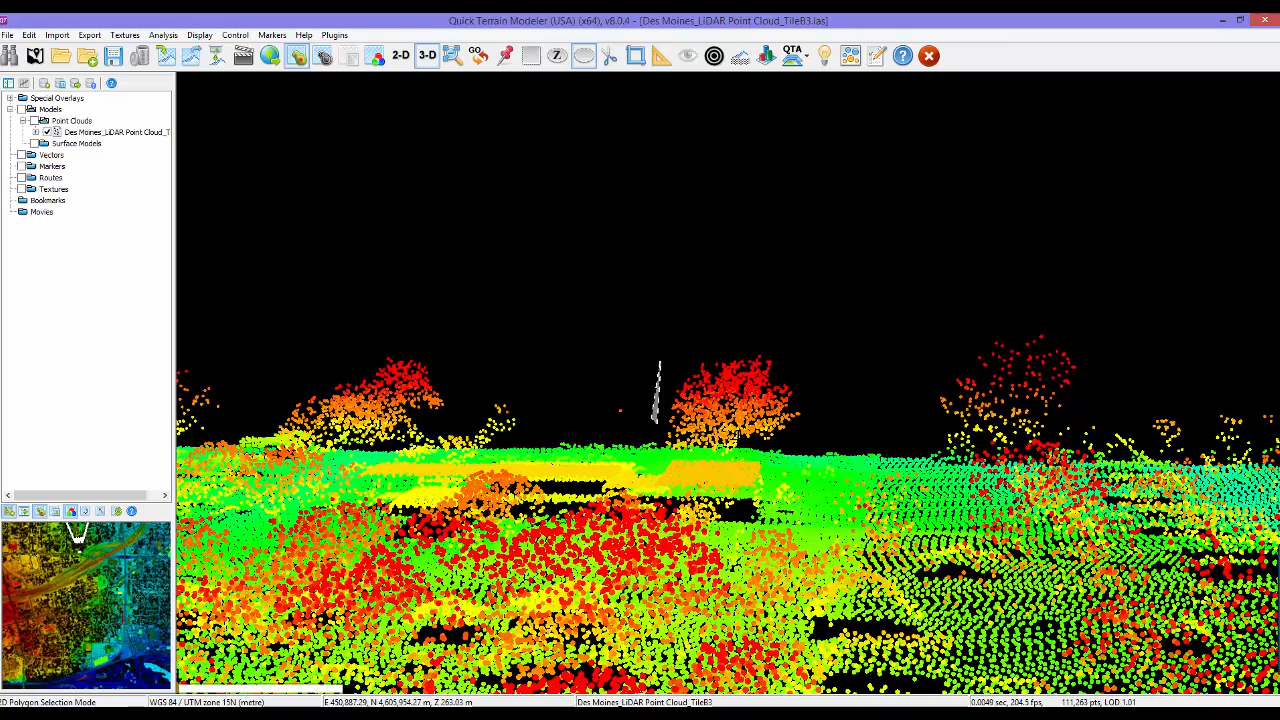 Quick Terrain Modeler (USA) (x64), v8.0.4 - [Des Moines_LiDAR Point Cloud_TileB3.las]
File Edit Import Export Textures Analysis Display Control Markers Help Plugins
2-D 3-D GO Z QTA
Special Overlays
Models
Point Clouds
Des Moines_LiDAR Point Cloud_T
Surface Models
Vectors
Markers
Routes
Textures
Bookmarks
Movies
2D Polygon Selection Mode WGS 84 / UTM zone 15N (metre) E 450,887.29, N 4,605,954.27 m, Z 263.03 m Des Moines_LiDAR Point Cloud_TileB3 0.0049 sec, 204.5 fps, 111,263 pts, LOD 1.01